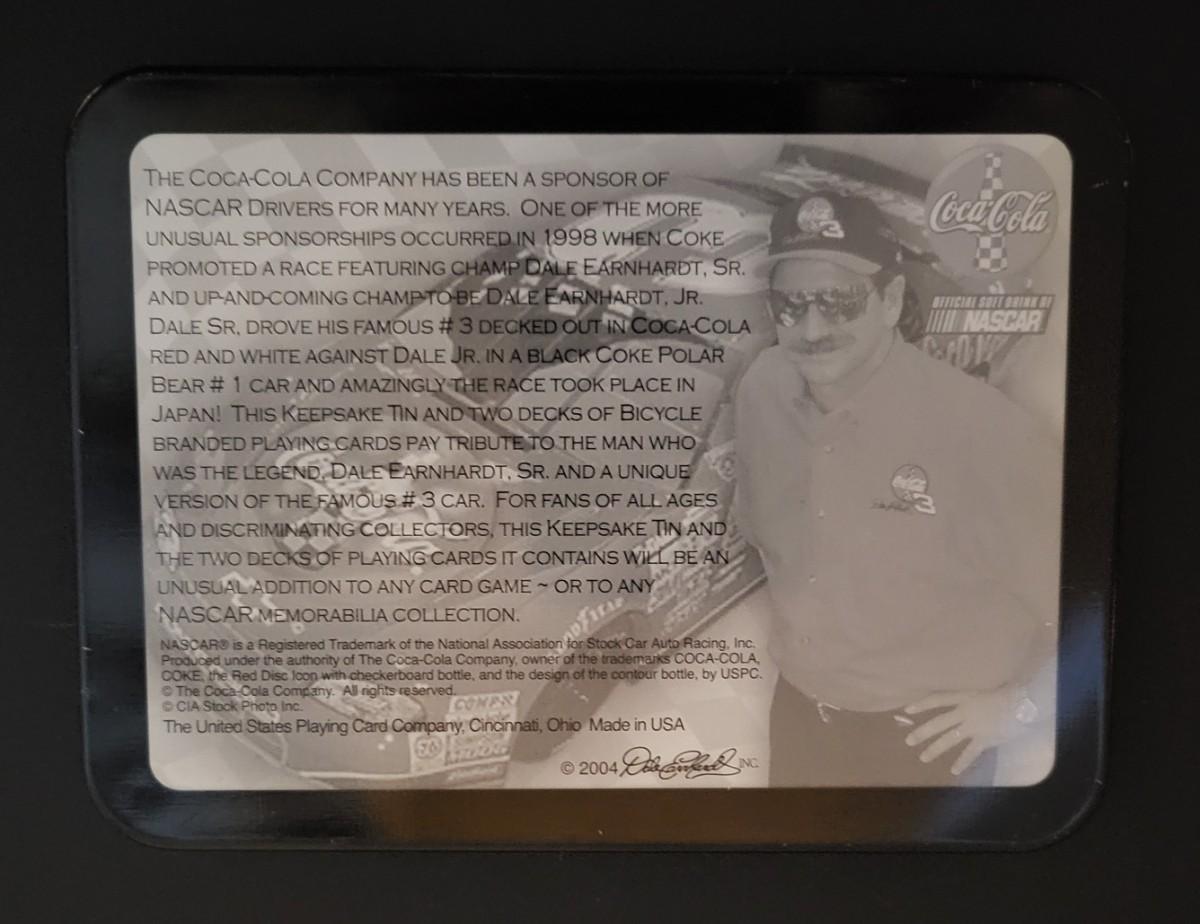 THE COCA-COLA COMPANY HAS BEEN A SPONSOR OF
NASCAR DRIVERS FOR MANY YEARS. ONE OF THE MORE
UNUSUAL SPONSORSHIPS OCCURRED IN 1998 WHEN COKE
PROMOTED A RACE FEATURING CHAMP DALE EARNHARDT, SR.
AND UP-AND-COMING CHAMP-TO-BE DALE EARNHARDT, JR.
DALE SR. DROVE HIS FAMOUS # 3 DECKED OUT IN COCA-COLA
RED AND WHITE AGAINST DALE JR. IN A BLACK COKE POLAR
BEAR # 1 CAR AND AMAZINGLY THE RACE TOOK PLACE IN
JAPAN! THIS KEEPSAKE TIN AND TWO DECKS OF BICYCLE
BRANDED PLAYING CARDS PAY TRIBUTE TO THE MAN WHO
WAS THE LEGEND, DALE EARNHARDT, SR. AND A UNIQUE
VERSION OF THE FAMOUS # 3 CAR. FOR FANS OF ALL AGES
AND DISCRIMINATING COLLECTORS, THIS KEEPSAKE TIN AND
THE TWO DECKS OF PLAYING CARDS IT CONTAINS WILL BE AN
UNUSUAL ADDITION TO ANY CARD GAME ~ OR TO ANY
NASCAR MEMORABILIA COLLECTION.
NASCAR® is a Registered Trademark of the National Association for Stock Car Auto Racing, Inc.
Produced under the authority of The Coca-Cola Company, owner of the trademarks COCA-COLA,
COKE, the Red Disc Icon with checkerboard bottle, and the design of the contour bottle, by USPC.
© The Coca-Cola Company. All rights reserved.
© CIA Stock Photo Inc.
The United States Playing Card Company, Cincinnati, Ohio Made in USA
© 2004 Dale Earnhardt INC.
Coca-Cola
OFFICIAL SOFT DRINK OF
NASCAR
3
Coca-Cola
3
GOODYEAR
76